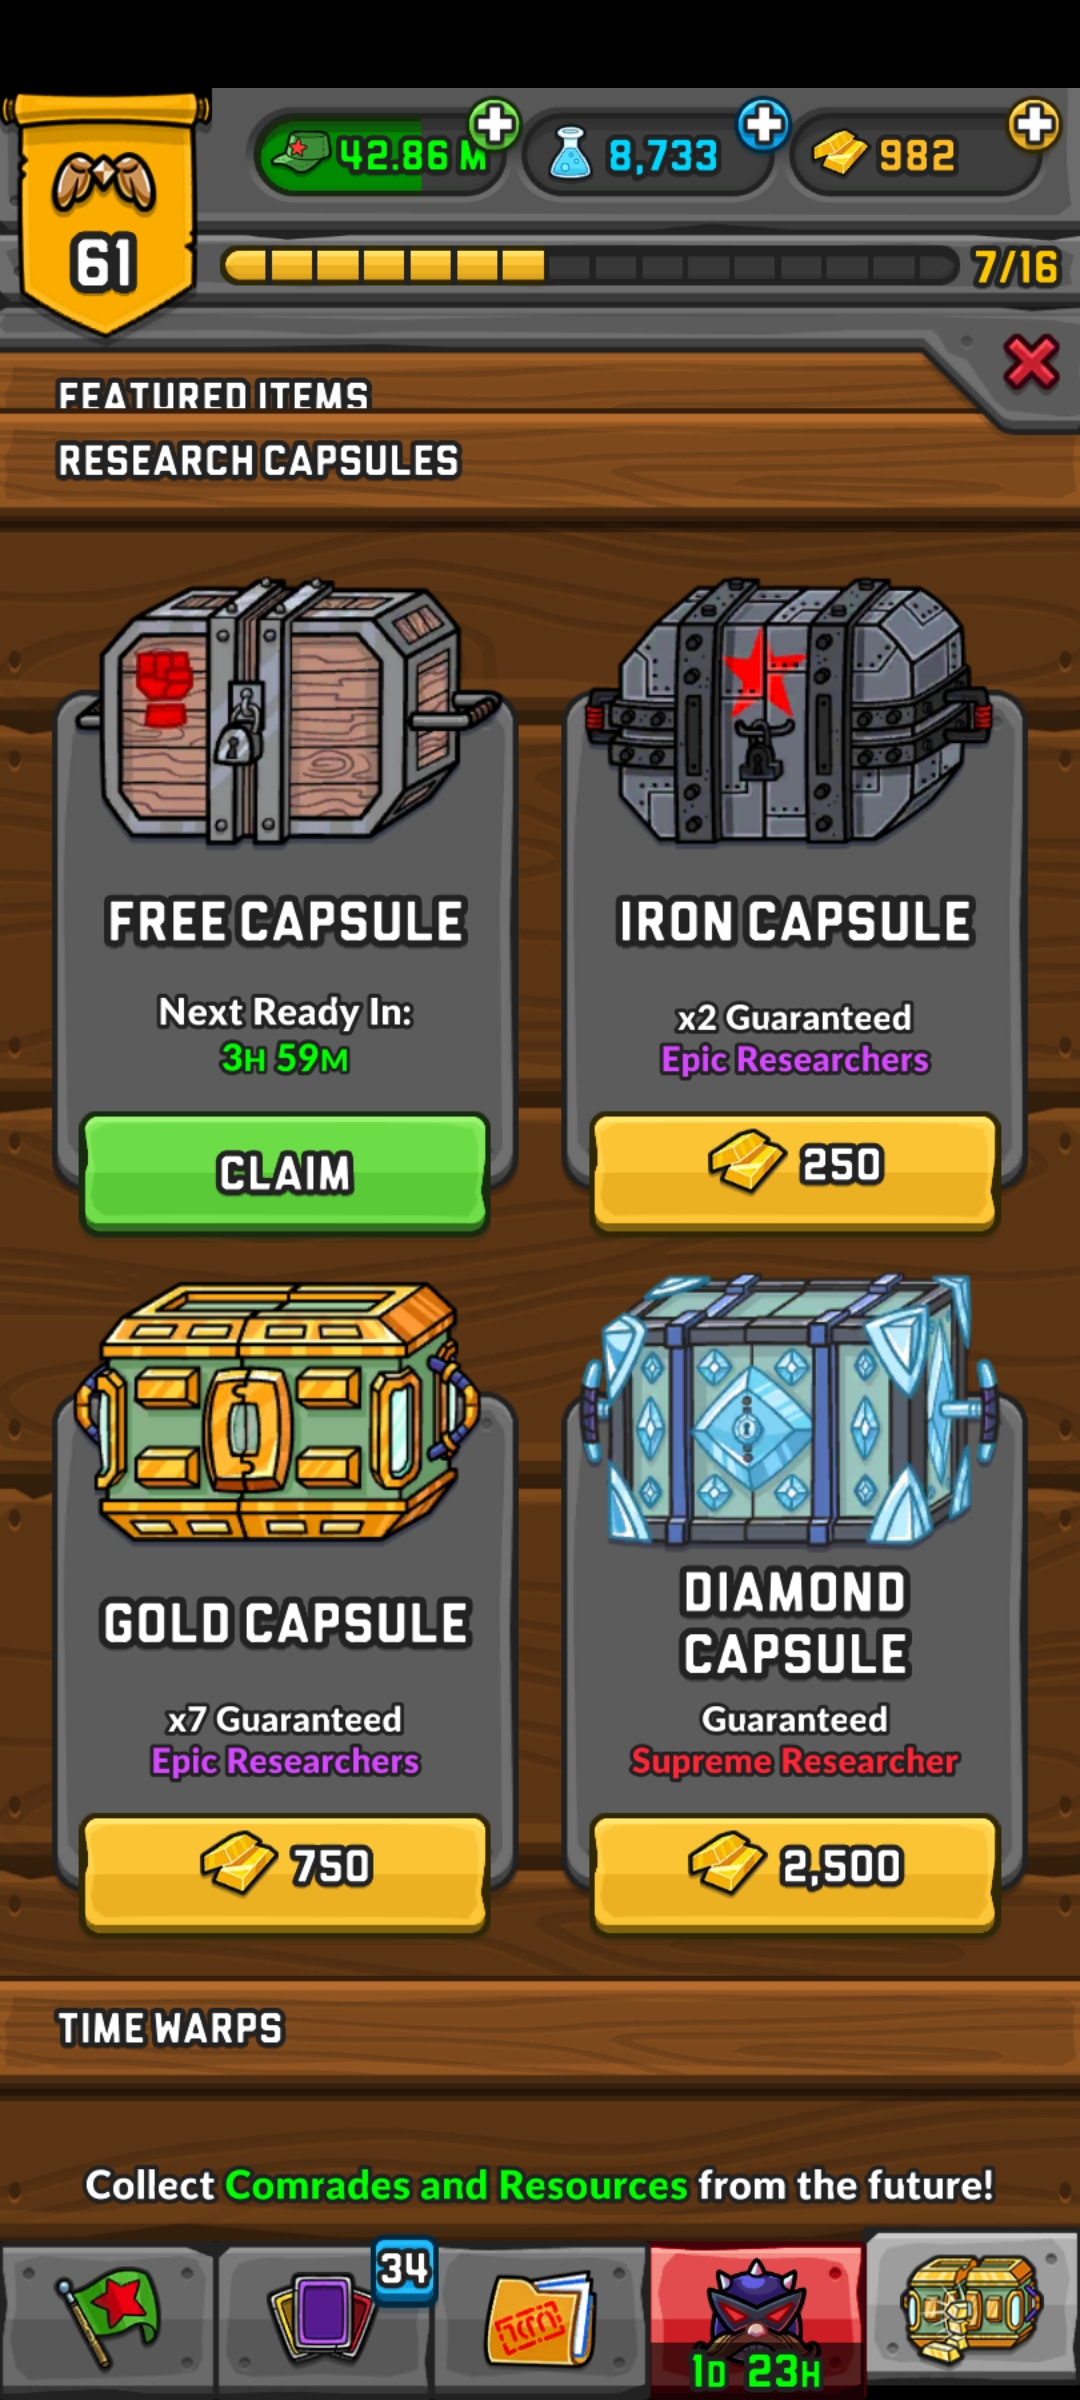 42.86 M
8,733
982
61
7/16
FEATURED ITEMS
RESEARCH CAPSULES
FREE CAPSULE
Next Ready In:
3H 59M
CLAIM
IRON CAPSULE
x2 Guaranteed
Epic Researchers
250
GOLD CAPSULE
x7 Guaranteed
Epic Researchers
750
DIAMOND
CAPSULE
Guaranteed
Supreme Researcher
2,500
TIME WARPS
Collect Comrades and Resources from the future!
34
1D 23H